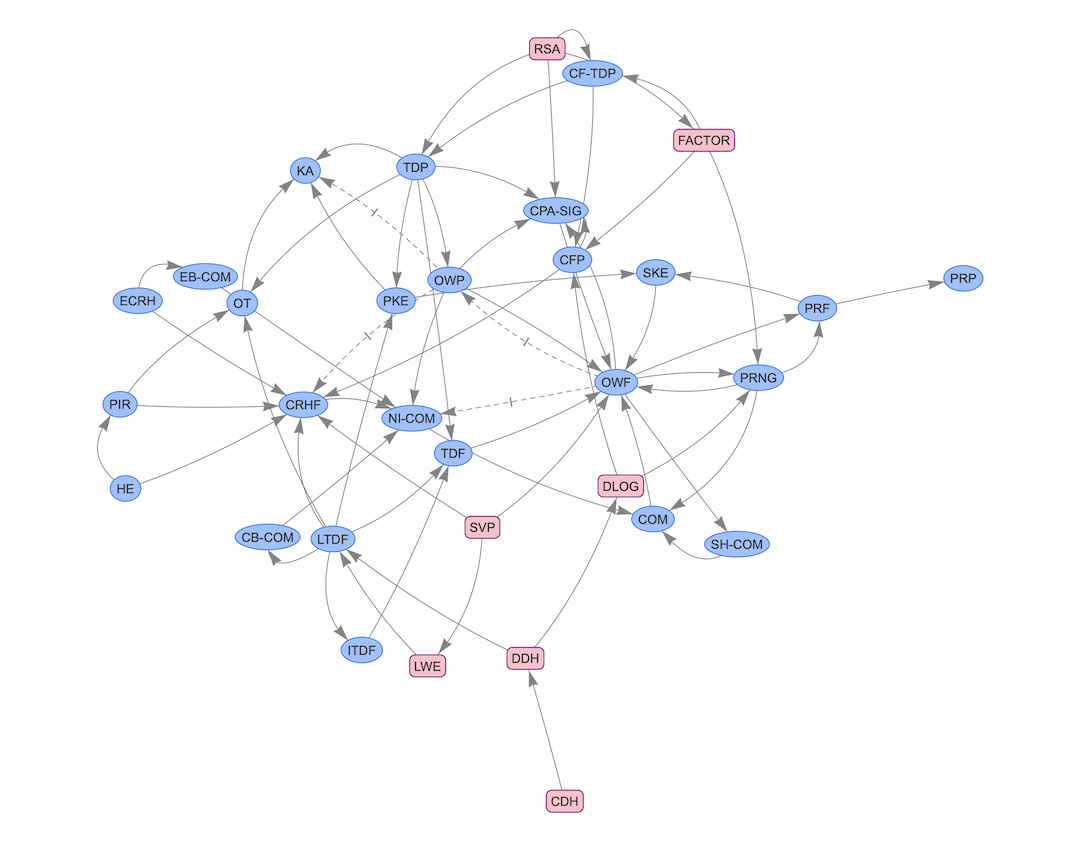 RSA
CF-TDP
FACTOR
KA
TDP
CPA-SIG
CFP
SKE
PRP
EB-COM
OWP
ECRH
OT
PKE
PRF
OWF
PRNG
PIR
CRHF
NI-COM
TDF
HE
DLOG
COM
SVP
CB-COM
LTDF
SH-COM
ITDF
LWE
DDH
CDH